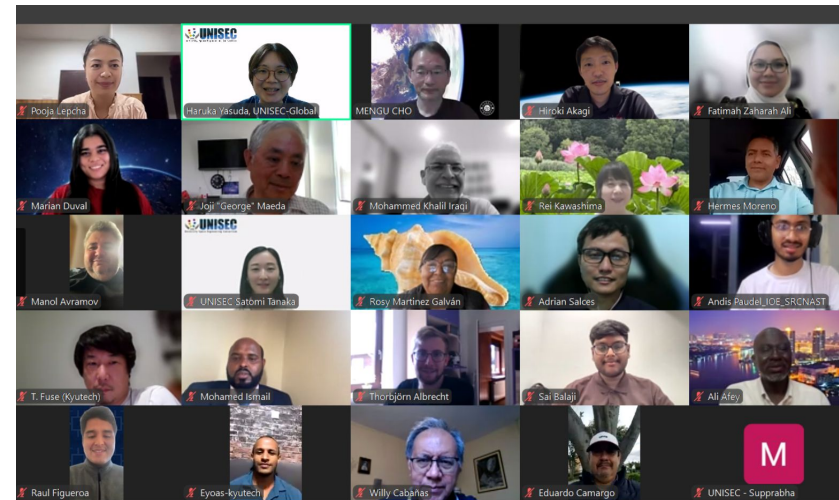 UNISEC
Pooja Lepcha
Haruka Yasuda, UNISEC-Global
MENGU CHO
Hiroki Akagi
Fatimah Zaharah Ali
Marian Duval
Joji "George" Maeda
Mohammed Khalil Iraqi
Rei Kawashima
Hermes Moreno
UNISEC
Manol Avramov
UNISEC Satomi Tanaka
Rosy Martinez Galván
Adrian Salces
Andis Paudel_IOE_SRCNAST
T. Fuse (Kyutech)
Mohamed Ismail
Thorbjörn Albrecht
Sai Balaji
Ali Afey
M
Raul Figueroa
Eyoas-kyutech
Willy Cabañas
Eduardo Camargo
UNISEC - Supprabha